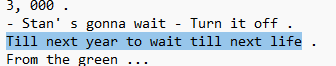 3, 000 .
- Stan' s gonna wait - Turn it off .
Till next year to wait till next life .
From the green ...